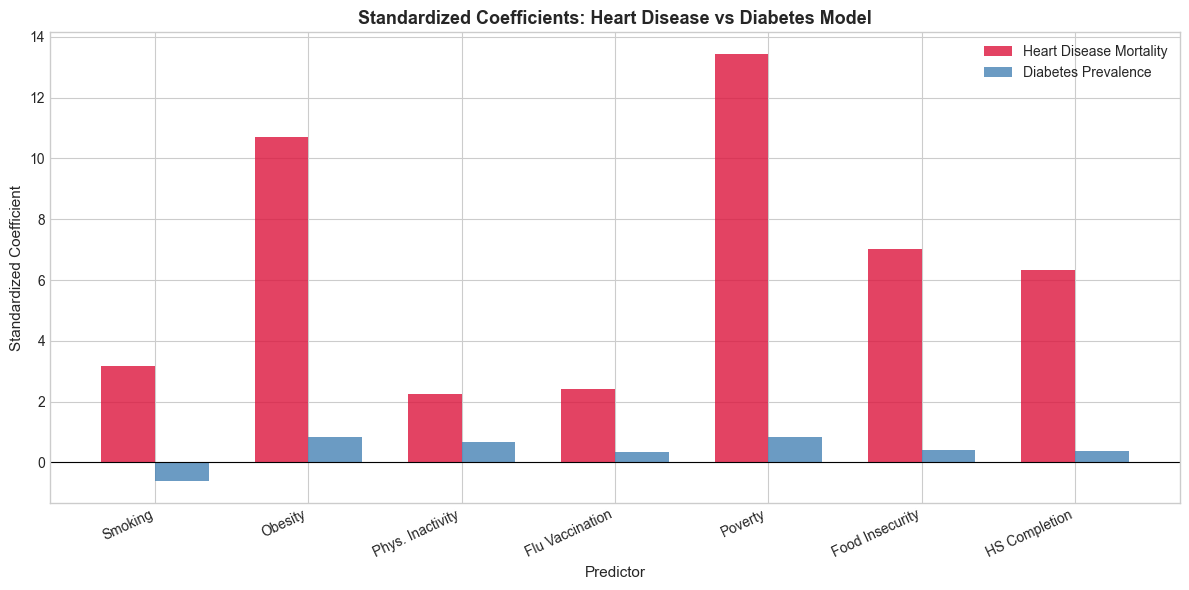 Standardized Coefficients: Heart Disease vs Diabetes Model
Heart Disease Mortality
Diabetes Prevalence
Standardized Coefficient
14
12
10
8
6
4
2
0
Smoking
Obesity
Phys. Inactivity
Flu Vaccination
Poverty
Food Insecurity
HS Completion
Predictor